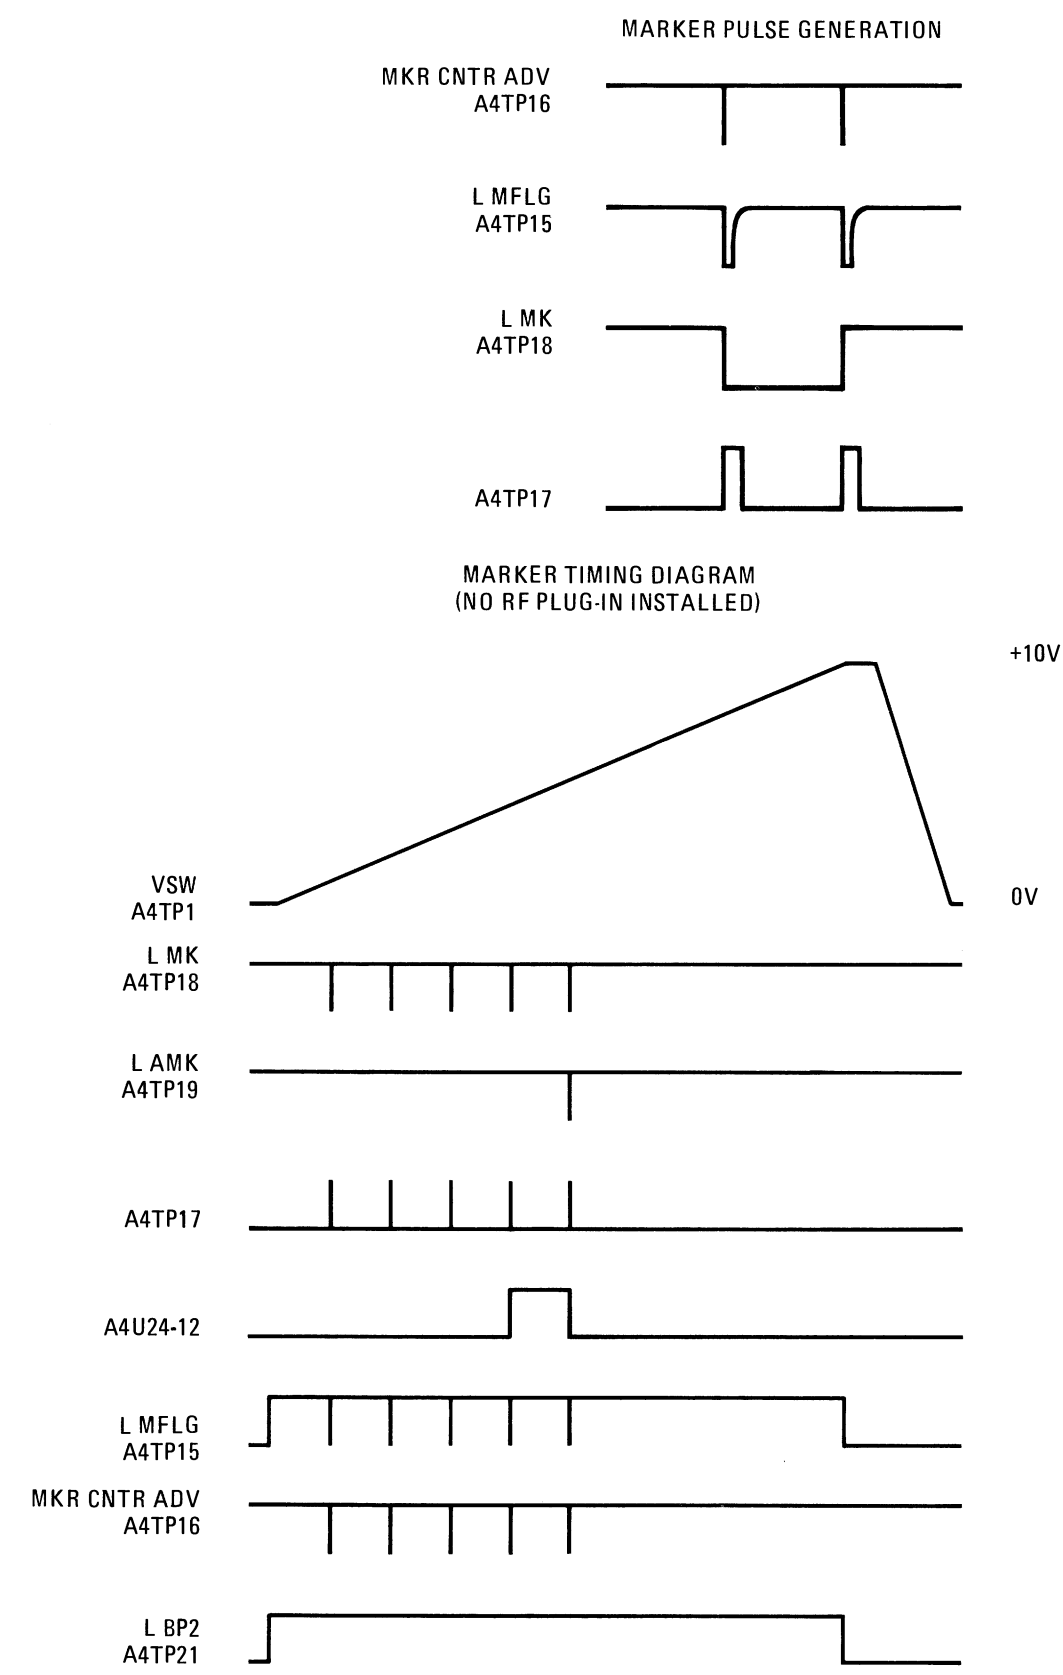 MARKER PULSE GENERATION
MKR CNTR ADV
A4TP16
L MFLG
A4TP15
L MK
A4TP18
A4TP17
MARKER TIMING DIAGRAM
(NO RF PLUG-IN INSTALLED)
+10V
VSW
A4TP1
0V
L MK
A4TP18
L AMK
A4TP19
A4TP17
A4U24-12
L MFLG
A4TP15
MKR CNTR ADV
A4TP16
L BP2
A4TP21